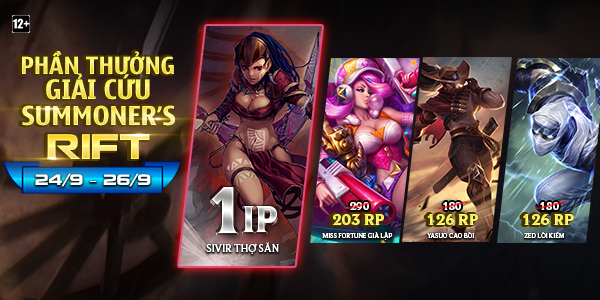 12+
PHẦN THƯỞNG
GIẢI CỨU
SUMMONER'S
RIFT
24/9 - 26/9
1 IP
SIVIR THỢ SĂN
290
203 RP
MISS FORTUNE GIẢ LẬP
180
126 RP
YASUO CAO BỒI
180
126 RP
ZED LÔI KIẾM